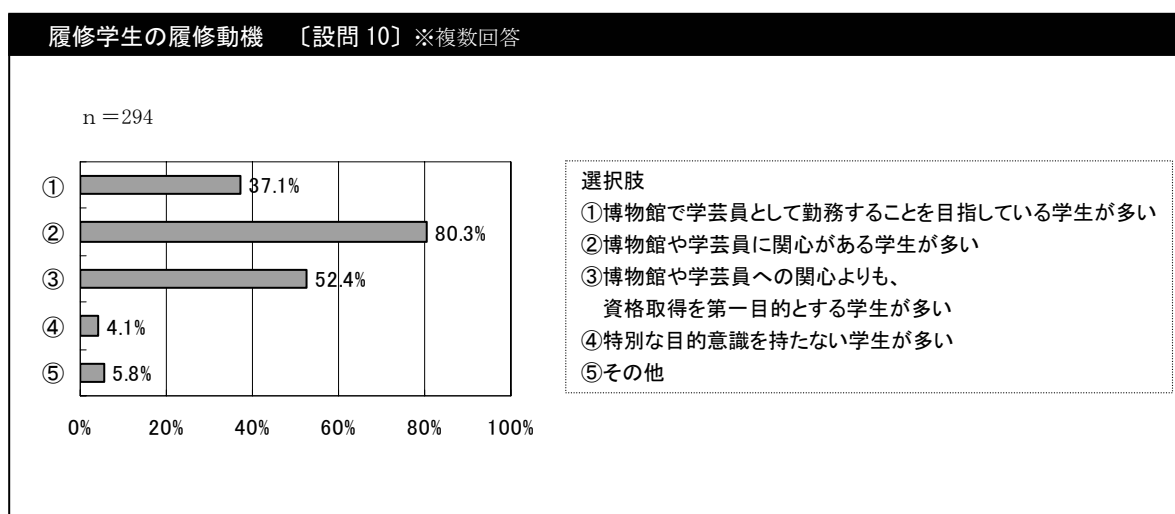 履修学生の履修動機 〔設問 10〕 ※複数回答
n＝294
① 37.1%
② 80.3%
③ 52.4%
④ 4.1%
⑤ 5.8%
0% 20% 40% 60% 80% 100%
選択肢
①博物館で学芸員として勤務することを目指している学生が多い
②博物館や学芸員に関心がある学生が多い
③博物館や学芸員への関心よりも、
資格取得を第一目的とする学生が多い
④特別な目的意識を持たない学生が多い
⑤その他